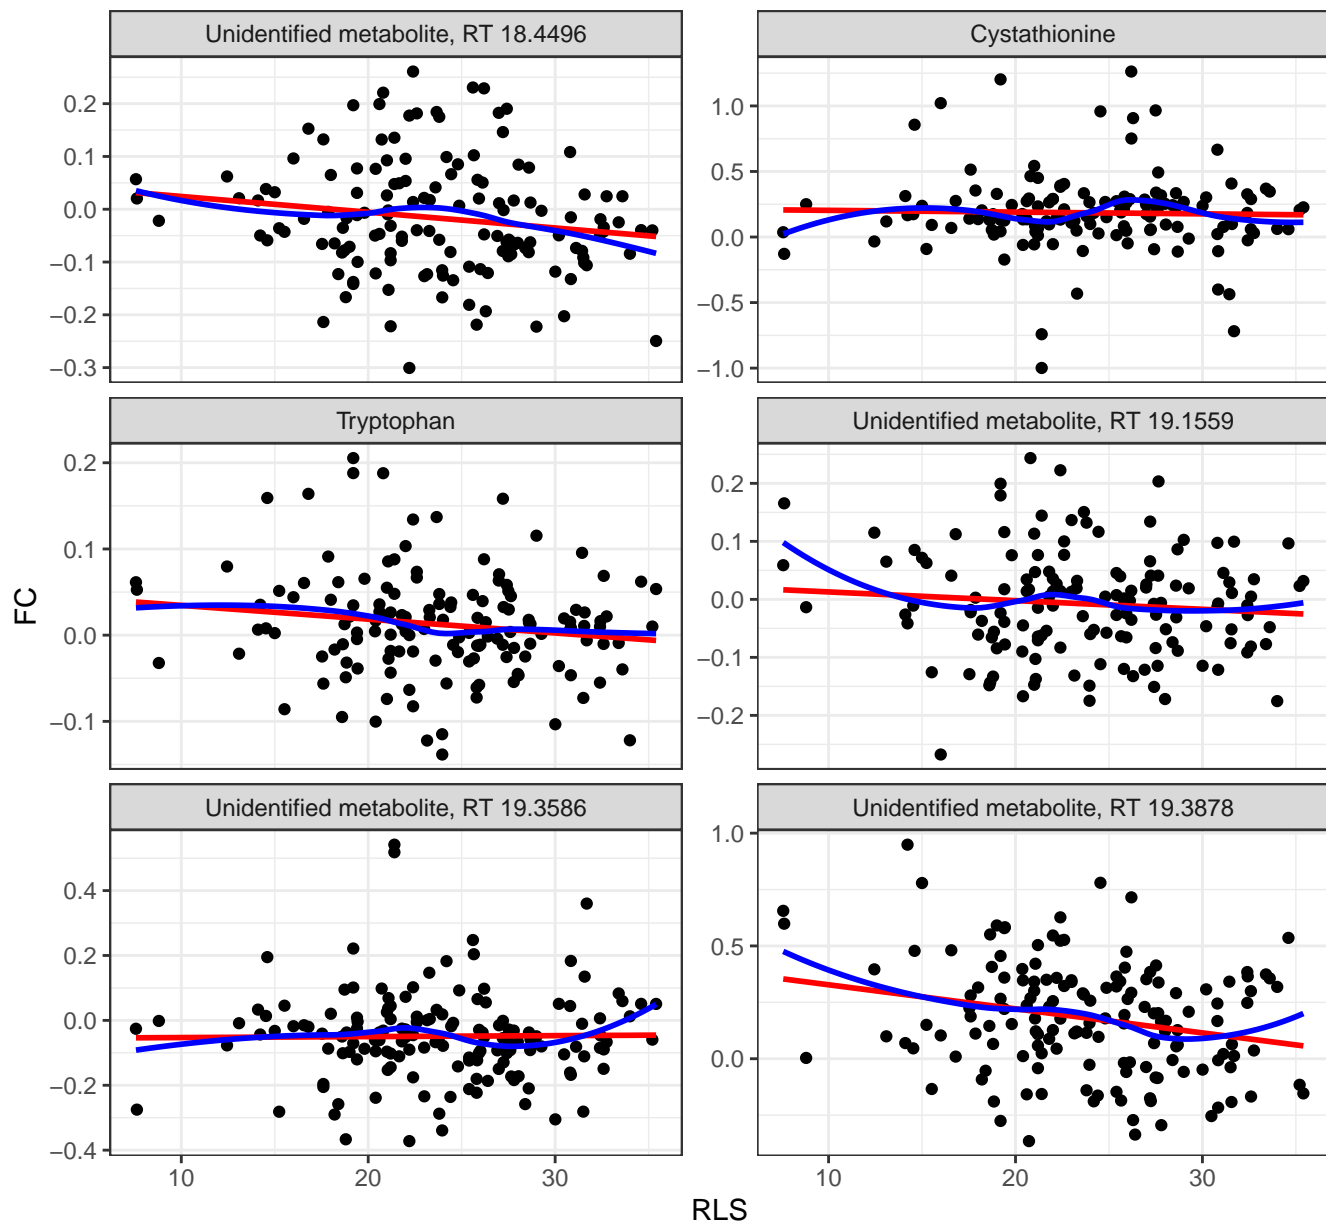 Unidentified metabolite, RT 18.4496
Cystathionine
0.2
0.1
0.0
−0.1
−0.2
−0.3
1.0
0.5
0.0
−0.5
−1.0
Tryptophan
Unidentified metabolite, RT 19.1559
0.2
0.1
0.0
−0.1
0.2
0.1
0.0
−0.1
−0.2
FC
Unidentified metabolite, RT 19.3586
Unidentified metabolite, RT 19.3878
0.4
0.2
0.0
−0.2
−0.4
1.0
0.5
0.0
10 20 30
10 20 30
RLS